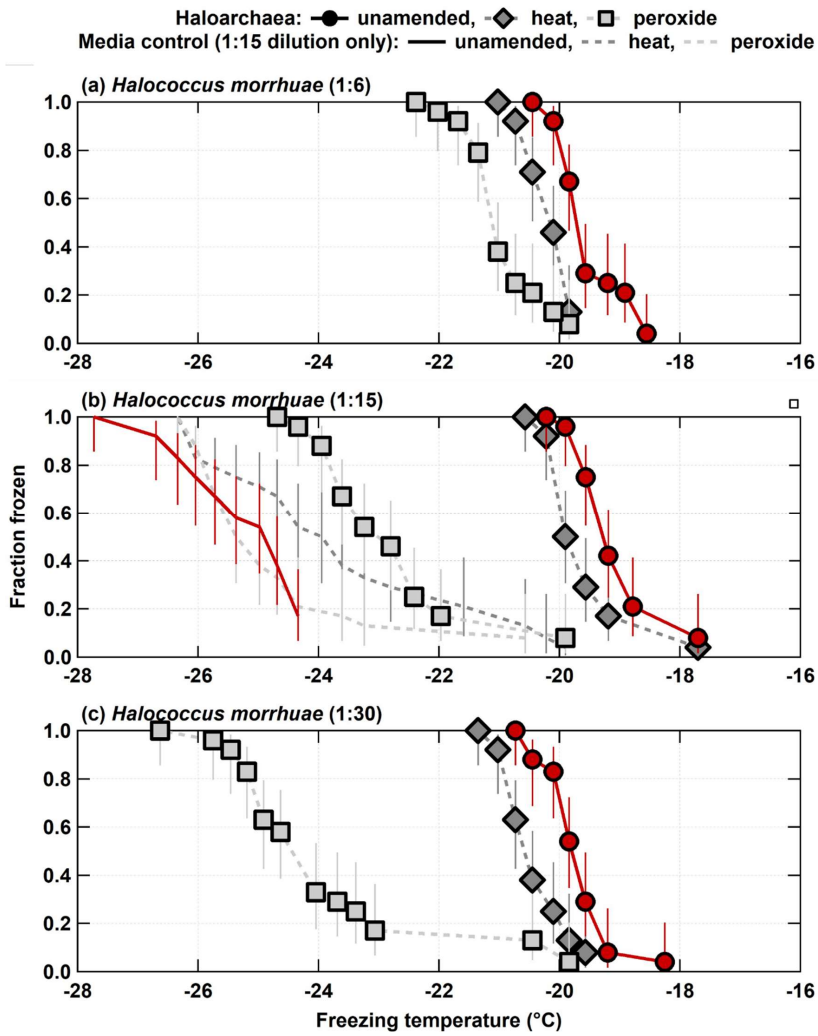 Haloarchaea: unamended, heat, peroxide
Media control (1:15 dilution only): unamended, heat, peroxide
(a) Halococcus morrhuae (1:6)
1.0
0.8
0.6
0.4
0.2
0.0
-28 -26 -24 -22 -20 -18 -16
(b) Halococcus morrhuae (1:15)
Fraction frozen
1.0
0.8
0.6
0.4
0.2
0.0
-28 -26 -24 -22 -20 -18 -16
(c) Halococcus morrhuae (1:30)
1.0
0.8
0.6
0.4
0.2
0.0
-28 -26 -24 -22 -20 -18 -16
Freezing temperature (°C)